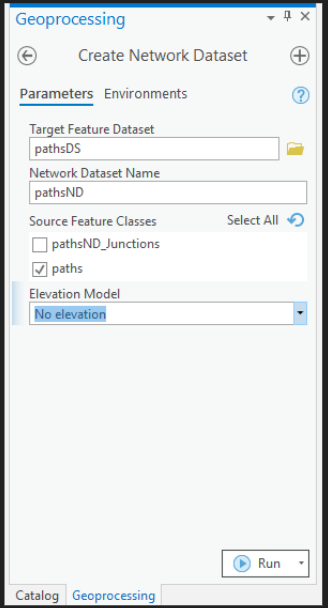 Geoprocessing
Create Network Dataset
Parameters Environments
Target Feature Dataset
pathsDS
Network Dataset Name
pathsND
Source Feature Classes Select All
pathsND_Junctions
paths
Elevation Model
No elevation
Run
Catalog Geoprocessing